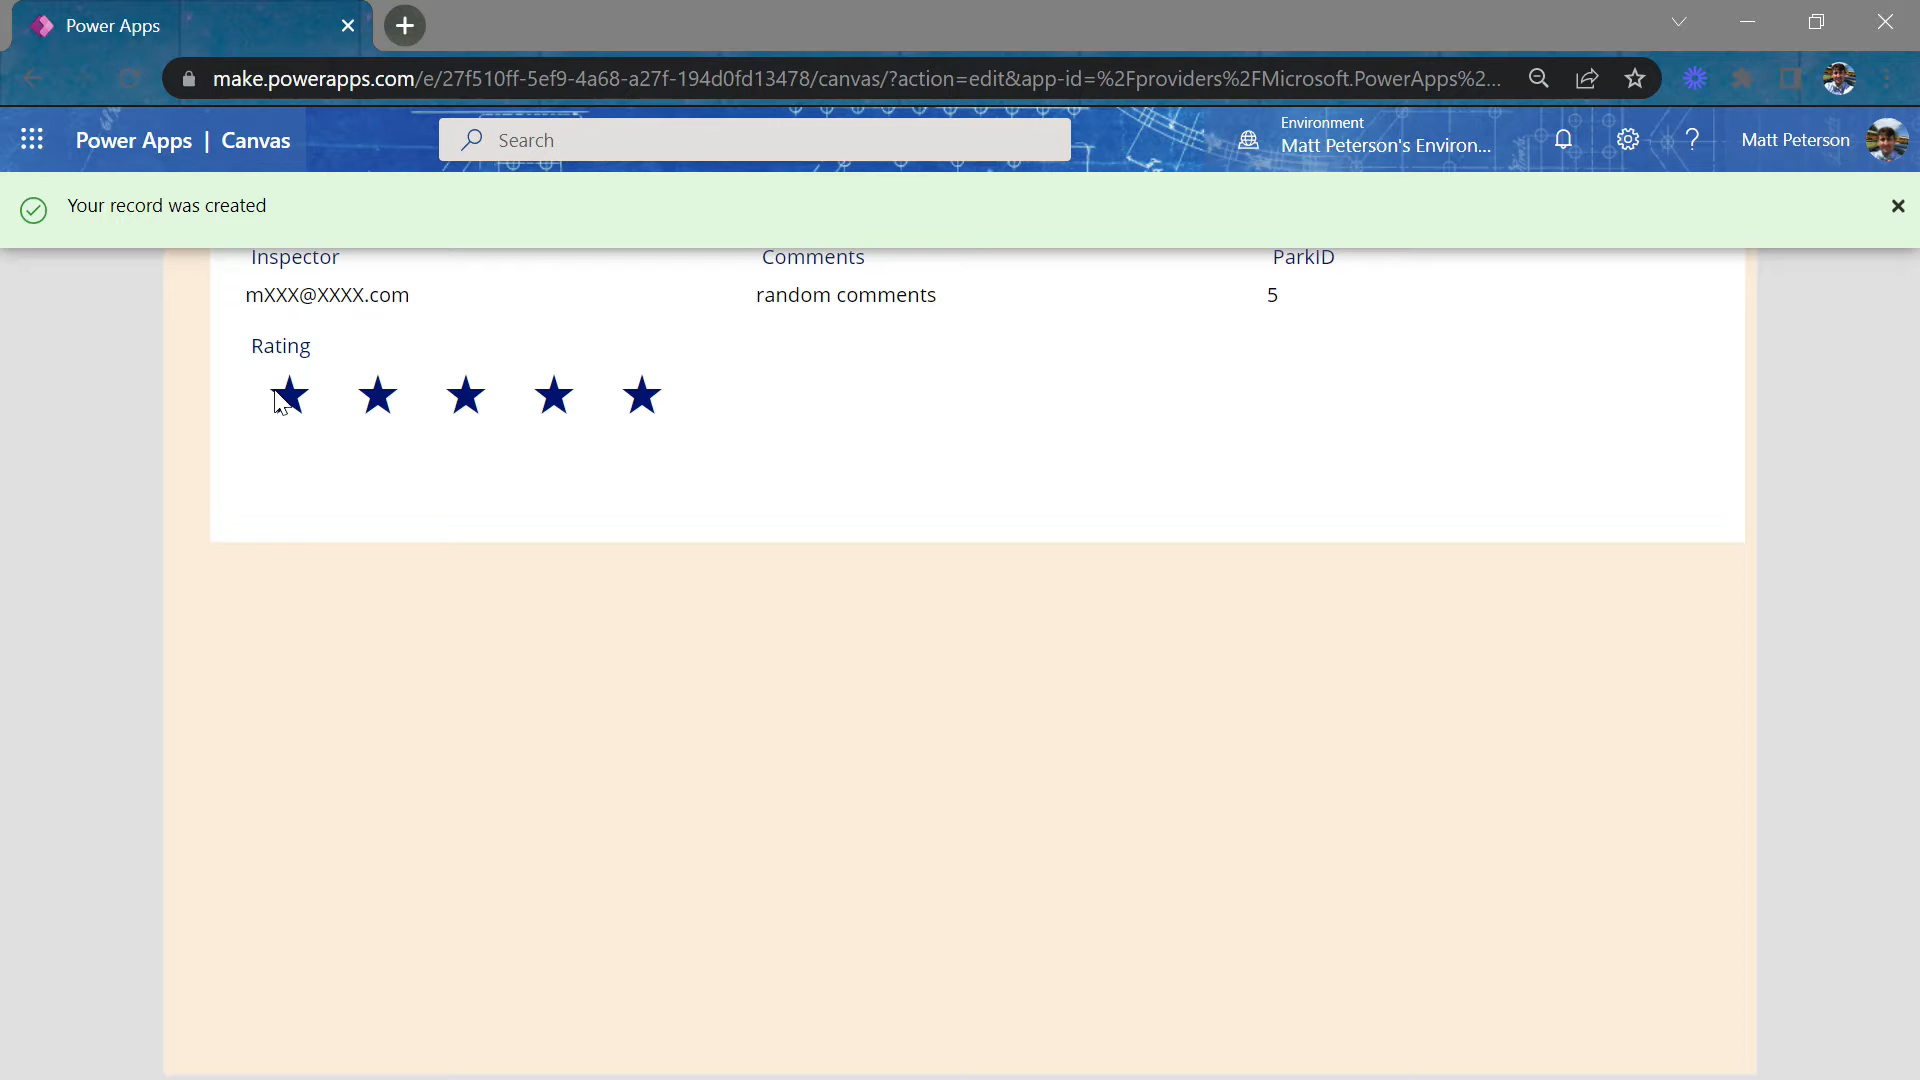 Power Apps
make.powerapps.com/e/27f510ff-5ef9-4a68-a27f-194d0fd13478/canvas/?action=edit&app-id=%2Fproviders%2FMicrosoft.PowerApps%2...
Power Apps | Canvas
Search
Environment
Matt Peterson's Environ...
Matt Peterson
Your record was created
Inspector
Comments
ParkID
mXXX@XXXX.com
random comments
5
Rating